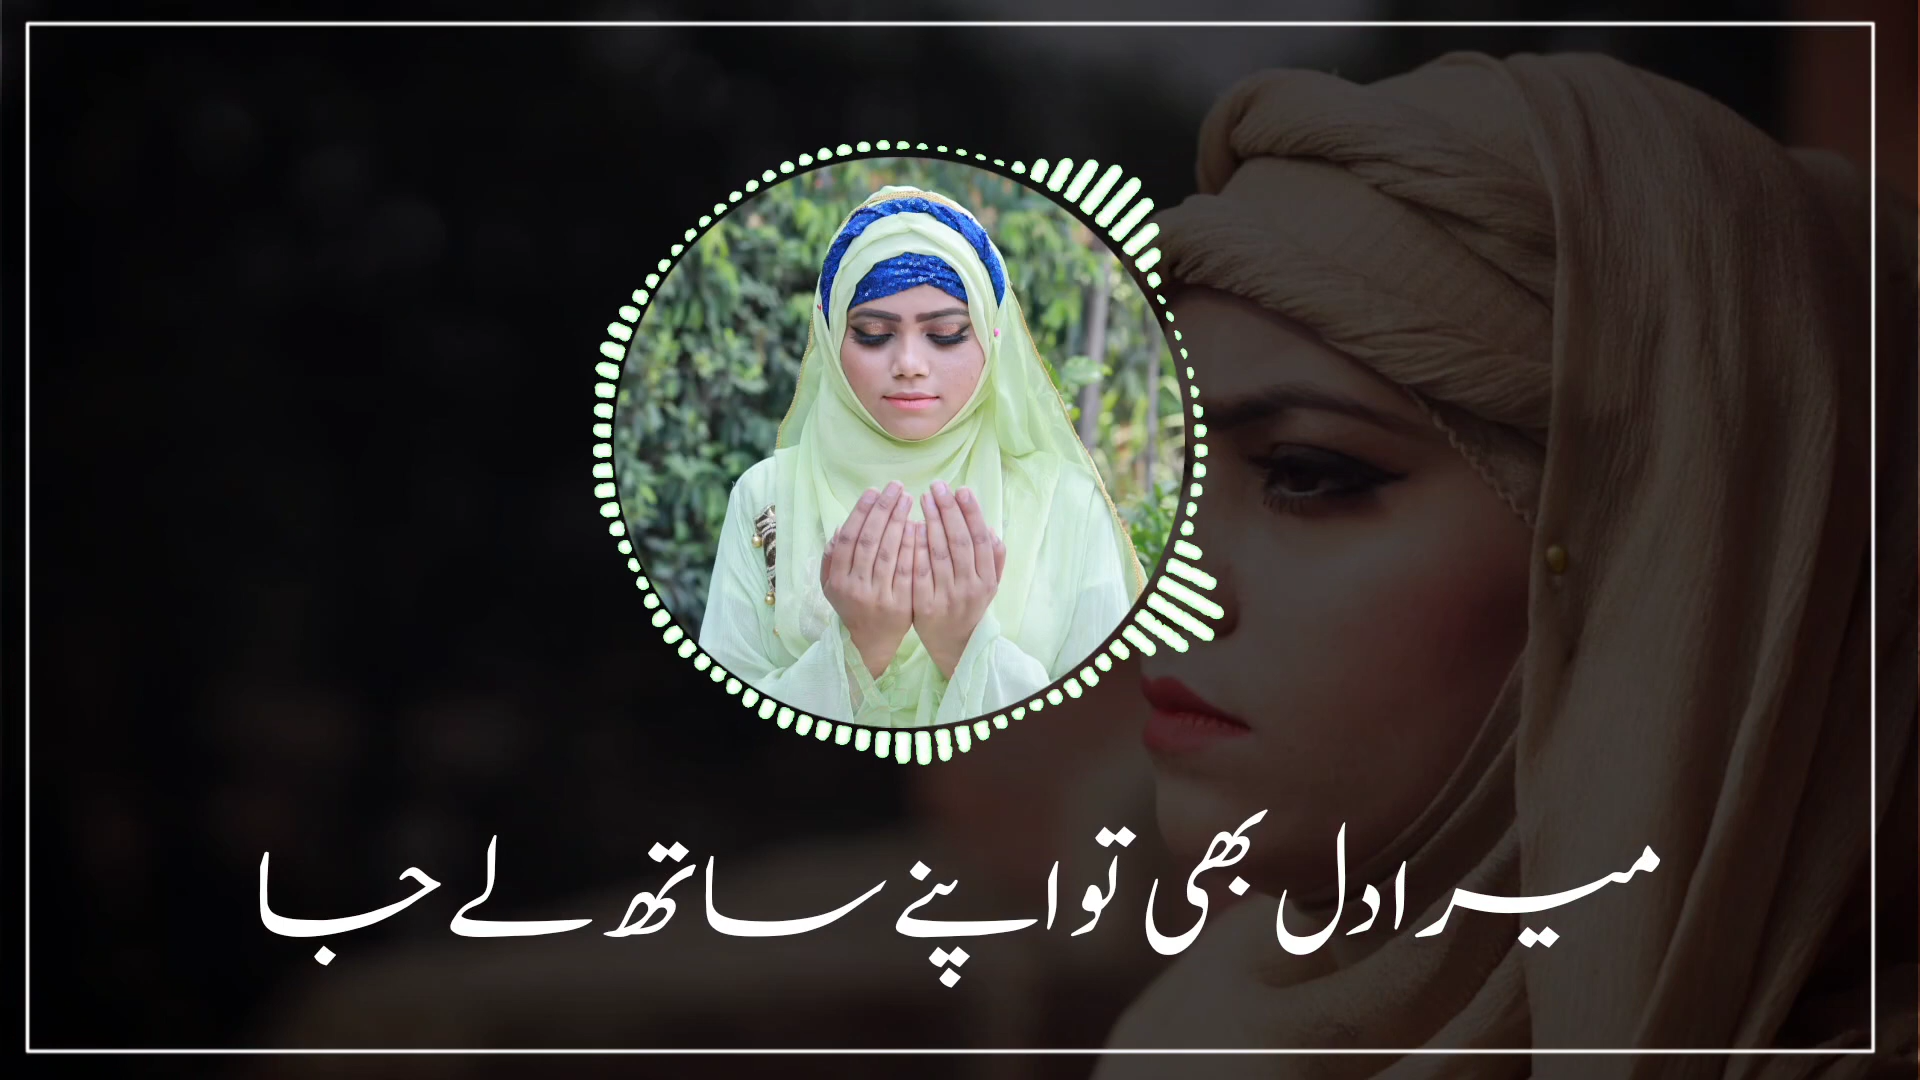 میرا دل بھی تو اپنے ساتھ لے جا